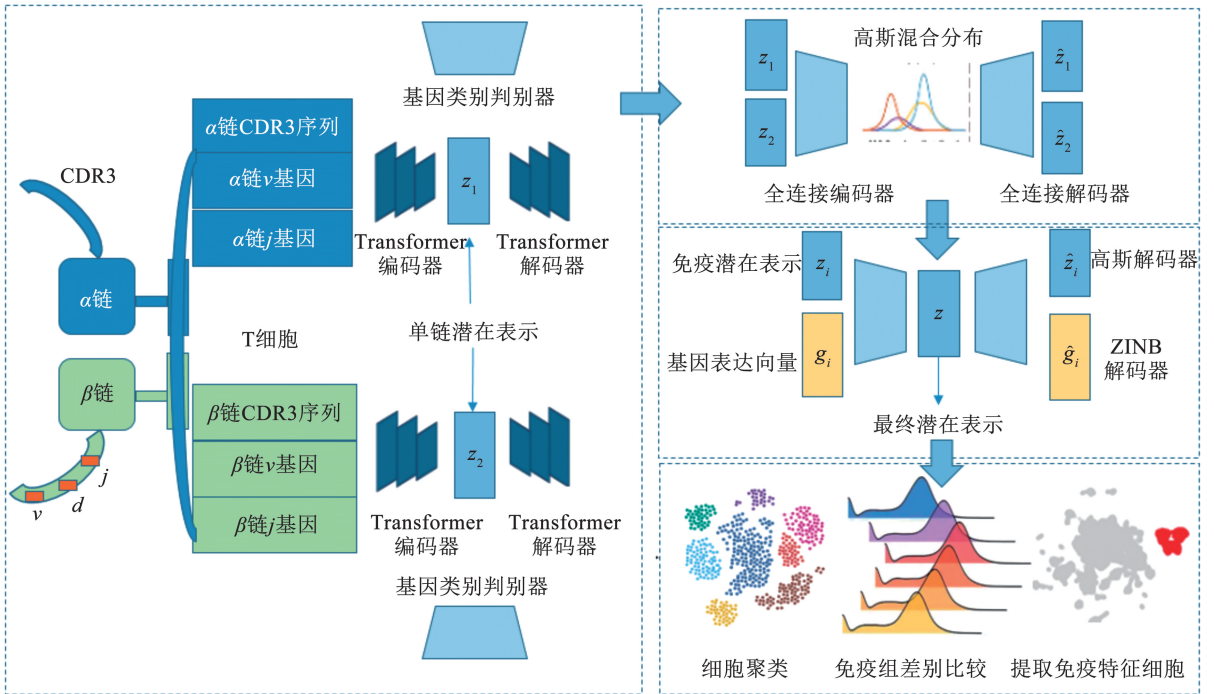 基因类别判别器
α链CDR3序列
α链v基因
α链j基因
CDR3
z₁
Transformer
编码器
Transformer
解码器
α链
T细胞
单链潜在表示
β链
β链CDR3序列
β链v基因
β链j基因
z₂
j
d
v
Transformer
编码器
Transformer
解码器
基因类别判别器
高斯混合分布
z₁
z₂
ẑ₁
ẑ₂
全连接编码器
全连接解码器
免疫潜在表示
zᵢ
z
ẑᵢ
高斯解码器
基因表达向量
gᵢ
ĝᵢ
ZINB
解码器
最终潜在表示
细胞聚类
免疫组差别比较
提取免疫特征细胞